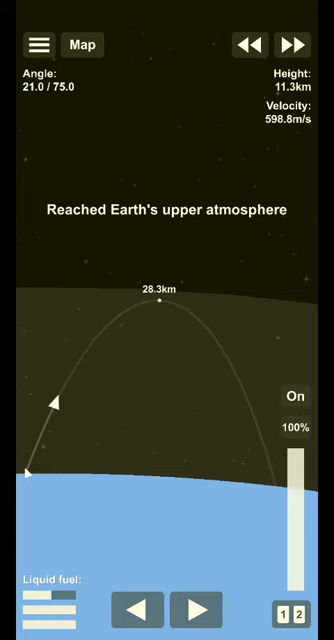 Map
Angle:
21.0 / 75.0
Height:
11.3km
Velocity:
598.8m/s
Reached Earth's upper atmosphere
28.3km
On
100%
Liquid fuel:
1 2